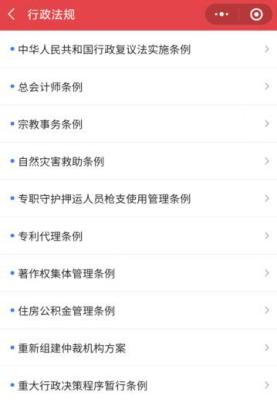 行政法规
中华人民共和国行政复议法实施条例
总会计师条例
宗教事务条例
自然灾害救助条例
专职守护押运人员枪支使用管理条例
专利代理条例
著作权集体管理条例
住房公积金管理条例
重新组建仲裁机构方案
重大行政决策程序暂行条例